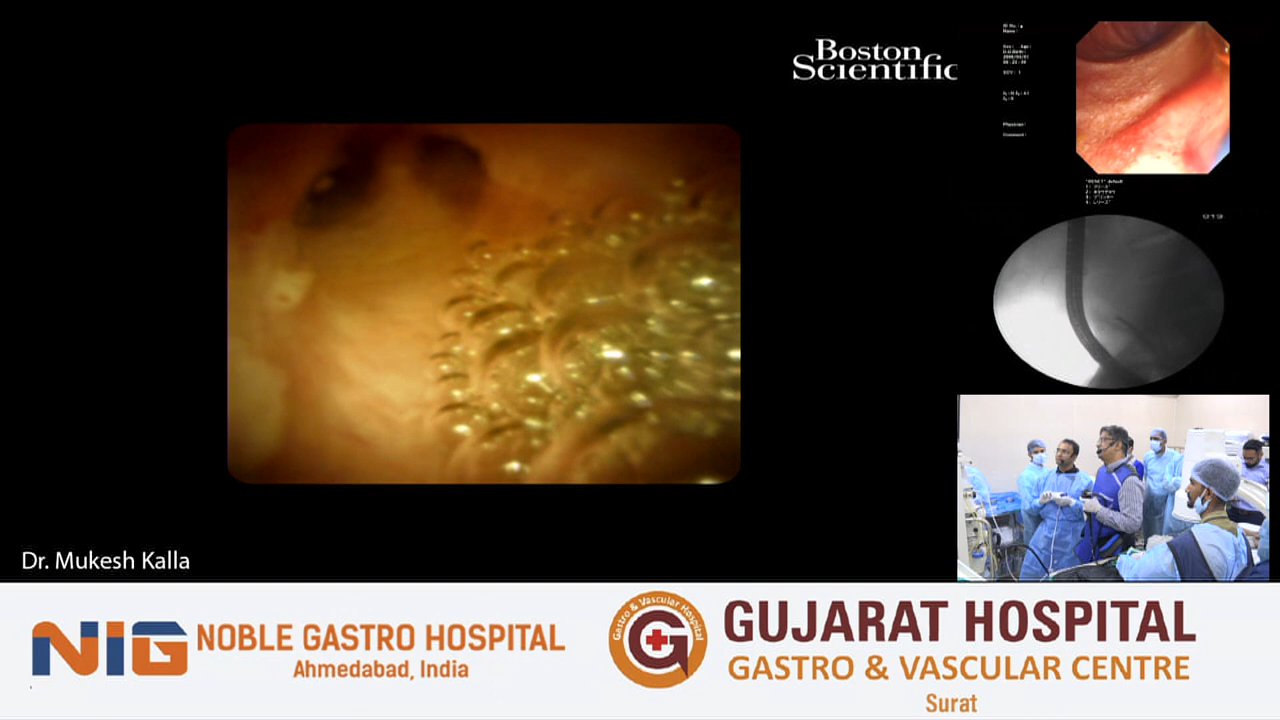 Boston
Scientific
Dr. Mukesh Kalla
NIG NOBLE GASTRO HOSPITAL
Ahmedabad, India
Gastro & Vascular Hospital
G
GUJARAT HOSPITAL
GASTRO & VASCULAR CENTRE
Surat